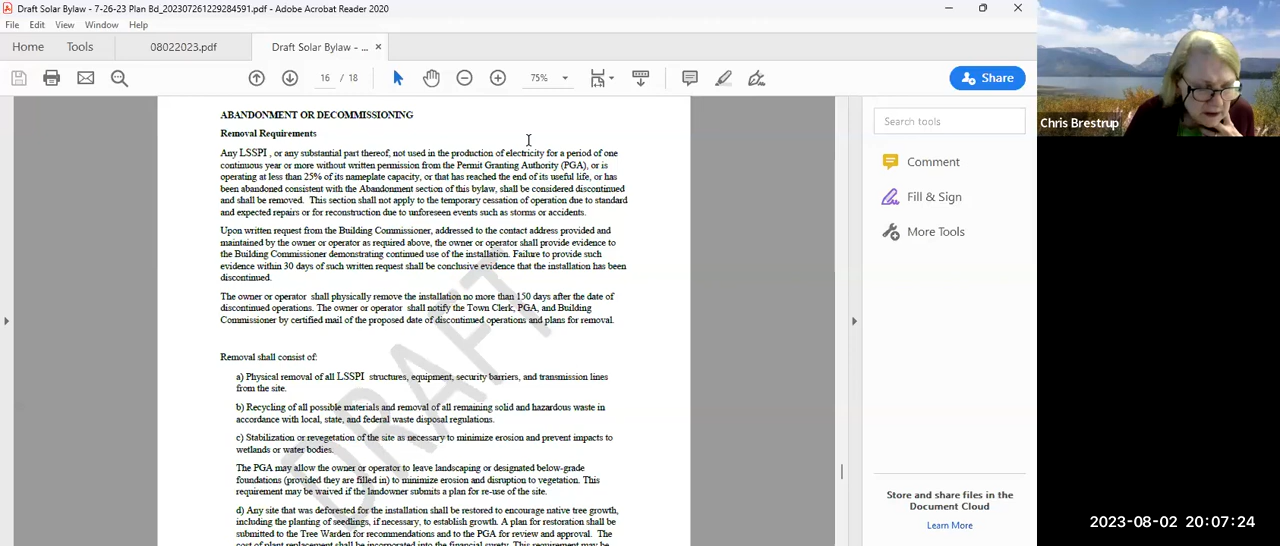 Draft Solar Bylaw - 7-26-23 Plan Bd_202307261229284591.pdf - Adobe Acrobat Reader 2020
File Edit View Window Help
Home Tools 08022023.pdf Draft Solar Bylaw - ... ×
16 / 18 75% Share
ABANDONMENT OR DECOMMISSIONING
Removal Requirements
Any LSSPI , or any substantial part thereof, not used in the production of electricity for a period of one
continuous year or more without written permission from the Permit Granting Authority (PGA), or is
operating at less than 25% of its nameplate capacity, or that has reached the end of its useful life, or has
been abandoned consistent with the Abandonment section of this bylaw, shall be considered discontinued
and shall be removed. This section shall not apply to the temporary cessation of operation due to standard
and expected repairs or for reconstruction due to unforeseen events such as storms or accidents.
Upon written request from the Building Commissioner, addressed to the contact address provided and
maintained by the owner or operator as required above, the owner or operator shall provide evidence to
the Building Commissioner demonstrating continued use of the installation. Failure to provide such
evidence within 30 days of such written request shall be conclusive evidence that the installation has been
discontinued.
The owner or operator shall physically remove the installation no more than 150 days after the date of
discontinued operations. The owner or operator shall notify the Town Clerk, PGA, and Building
Commissioner by certified mail of the proposed date of discontinued operations and plans for removal.
Removal shall consist of:
a) Physical removal of all LSSPI structures, equipment, security barriers, and transmission lines
from the site.
b) Recycling of all possible materials and removal of all remaining solid and hazardous waste in
accordance with local, state, and federal waste disposal regulations.
c) Stabilization or revegetation of the site as necessary to minimize erosion and prevent impacts to
wetlands or water bodies.
The PGA may allow the owner or operator to leave landscaping or designated below-grade
foundations (provided they are filled in) to minimize erosion and disruption to vegetation. This
requirement may be waived if the landowner submits a plan for re-use of the site.
d) Any site that was deforested for the installation shall be restored to encourage native tree growth,
including the planting of seedlings, if necessary, to establish growth. A plan for restoration shall be
submitted to the Tree Warden for recommendations and to the PGA for review and approval. The
cost of plant replacement shall be incorporated into the financial surety. This requirement may be
DRAFT
Search tools
Comment
Fill & Sign
More Tools
Store and share files in the
Document Cloud
Learn More
Chris Brestrup
2023-08-02 20:07:24